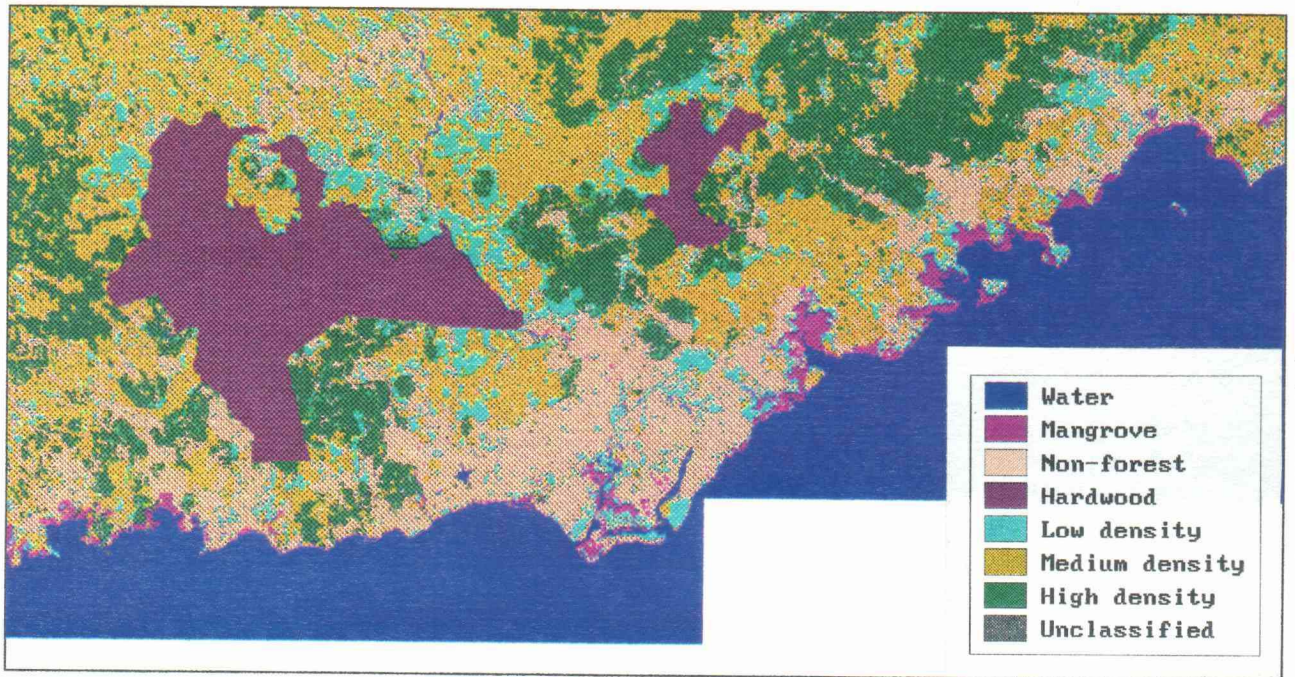 Water
Mangrove
Non-forest
Hardwood
Low density
Medium density
High density
Unclassified